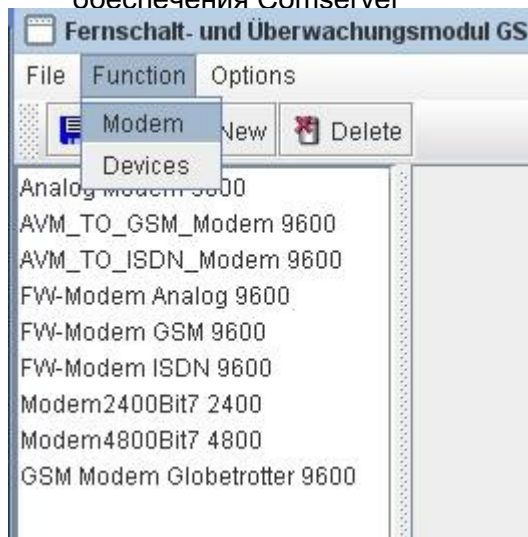 обеспечения Comserver
Fernschalt- und Überwachungsmodul GS
File Function Options
Modem
New Delete
Devices
Analog Modem 9600
AVM_TO_GSM_Modem 9600
AVM_TO_ISDN_Modem 9600
FW-Modem Analog 9600
FW-Modem GSM 9600
FW-Modem ISDN 9600
Modem2400Bit7 2400
Modem4800Bit7 4800
GSM Modem Globetrotter 9600